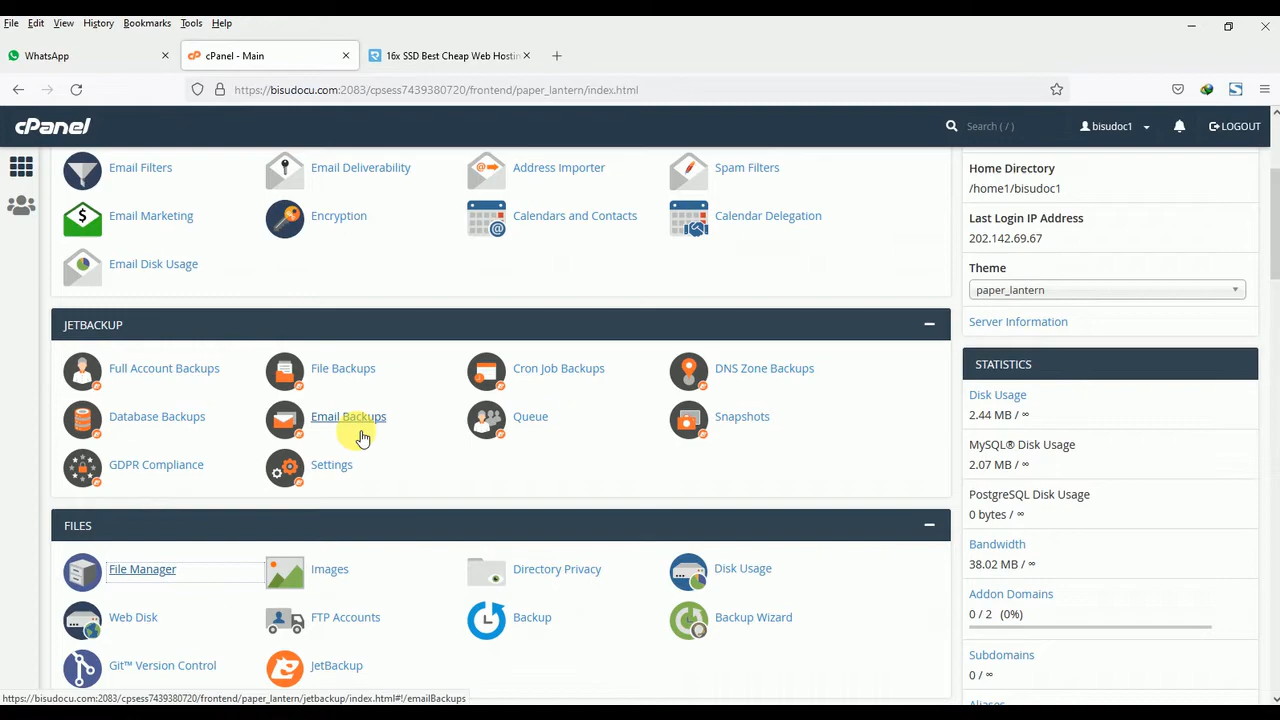 File Edit View History Bookmarks Tools Help
WhatsApp
cPanel - Main
16x SSD Best Cheap Web Hostin
https://bisudocu.com:2083/cpsess7439380720/frontend/paper_lantern/index.html
cPanel
Search ( / )
bisudoc1
LOGOUT
Email Filters
Email Deliverability
Address Importer
Spam Filters
Email Marketing
Encryption
Calendars and Contacts
Calendar Delegation
Email Disk Usage
JETBACKUP
Full Account Backups
File Backups
Cron Job Backups
DNS Zone Backups
Database Backups
Email Backups
Queue
Snapshots
GDPR Compliance
Settings
FILES
File Manager
Images
Directory Privacy
Disk Usage
Web Disk
FTP Accounts
Backup
Backup Wizard
Git™ Version Control
JetBackup
Home Directory
/home1/bisudoc1
Last Login IP Address
202.142.69.67
Theme
paper_lantern
Server Information
STATISTICS
Disk Usage
2.44 MB / ∞
MySQL® Disk Usage
2.07 MB / ∞
PostgreSQL Disk Usage
0 bytes / ∞
Bandwidth
38.02 MB / ∞
Addon Domains
0 / 2 (0%)
Subdomains
0 / ∞
Aliases
https://bisudocu.com:2083/cpsess7439380720/frontend/paper_lantern/jetbackup/index.html#!/emailBackups